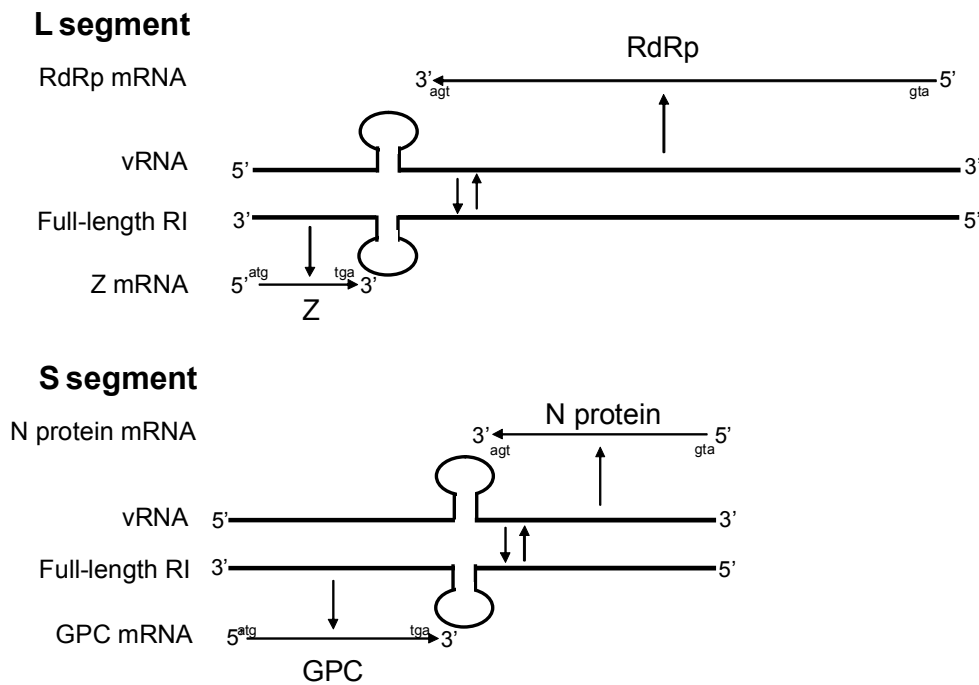 L segment
RdRp
RdRp mRNA 3’ agt gta 5’
vRNA 5’ 3’
Full-length RI 3’ 5’
Z mRNA 5’ atg tga 3’
Z
S segment
N protein
N protein mRNA 3’ agt gta 5’
vRNA 5’ 3’
Full-length RI 3’ 5’
GPC mRNA 5’ atg tga 3’
GPC